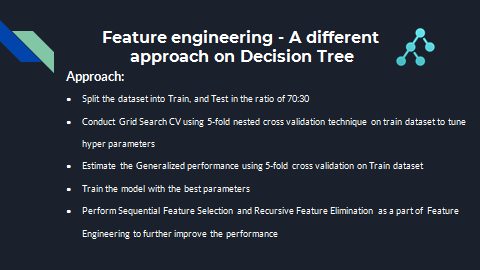 Feature engineering - A different
approach on Decision Tree
Approach:
• Split the dataset into Train, and Test in the ratio of 70:30
• Conduct Grid Search CV using 5-fold nested cross validation technique on train dataset to tune
hyper parameters
• Estimate the Generalized performance using 5-fold cross validation on Train dataset
• Train the model with the best parameters
• Perform Sequential Feature Selection and Recursive Feature Elimination as a part of Feature
Engineering to further improve the performance